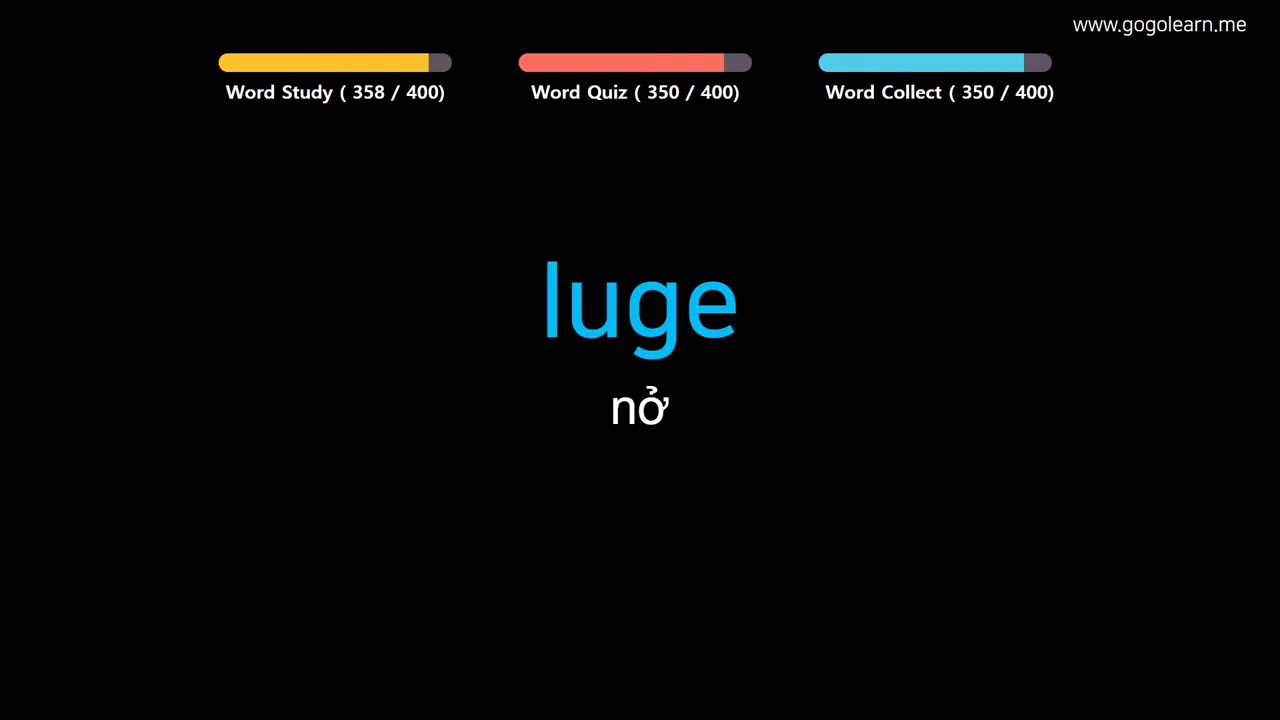 www.gogolearn.me
Word Study ( 358 / 400)
Word Quiz ( 350 / 400)
Word Collect ( 350 / 400)
luge
nở